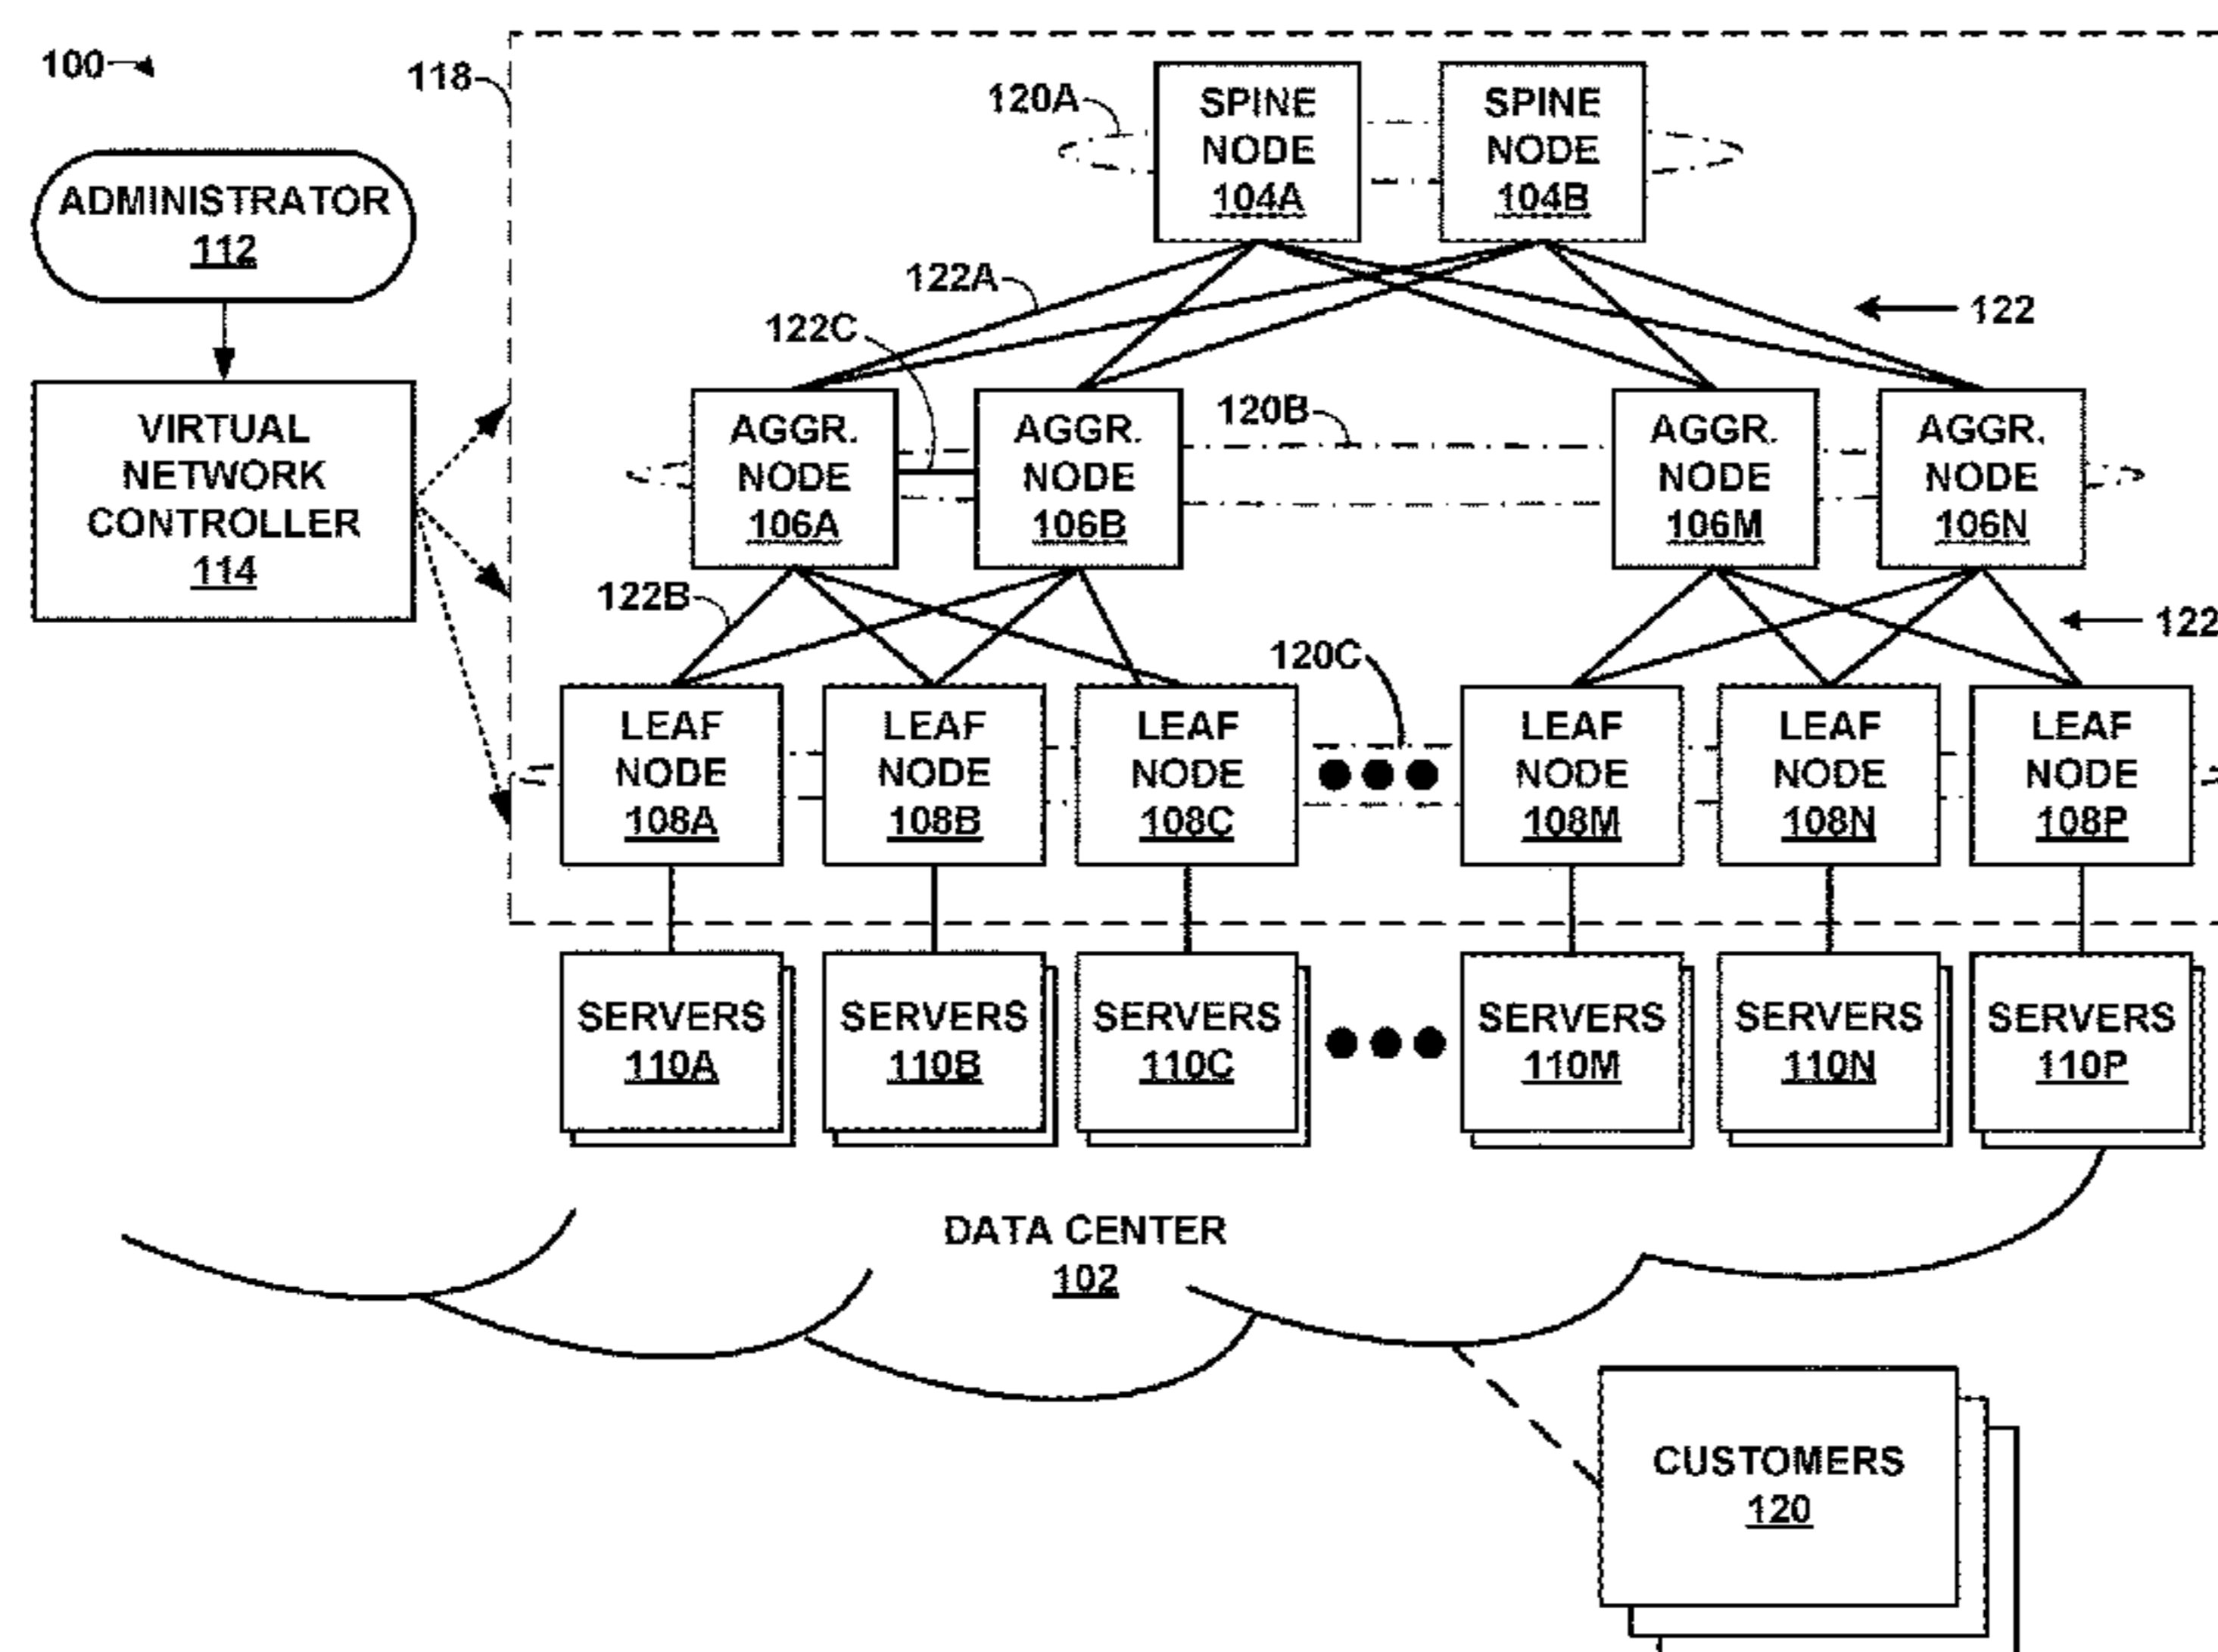 100
118
120A
SPINE
NODE
104A
SPINE
NODE
104B
ADMINISTRATOR
112
122A
122C
122
VIRTUAL
NETWORK
CONTROLLER
114
AGGR.
NODE
106A
AGGR.
NODE
106B
120B
AGGR.
NODE
106M
AGGR.
NODE
106N
122B
122
120C
LEAF
NODE
108A
LEAF
NODE
108B
LEAF
NODE
108C
LEAF
NODE
108M
LEAF
NODE
108N
LEAF
NODE
108P
SERVERS
110A
SERVERS
110B
SERVERS
110C
SERVERS
110M
SERVERS
110N
SERVERS
110P
DATA CENTER
102
CUSTOMERS
120